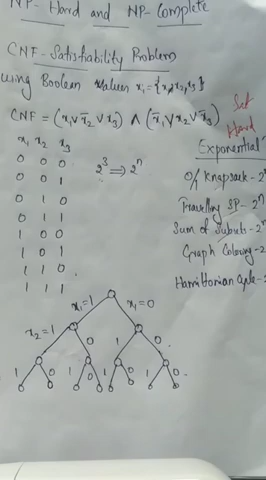 NP-Hard and NP-Complete
CNF-Satisfiability Problem
using Boolean Values xi = {x1, x2, x3}
CNF = (x1 ∨ x̄2 ∨ x3) ∧ (x̄1 ∨ x2 ∨ x̄3)
Hard
x1 x2 x3
Exponential
0 0 0
2³ ⟹ 2ⁿ
0/1 Knapsack - 2ⁿ
0 0 1
0 1 0
Travelling SP - 2ⁿ
0 1 1
Sum of Subsets - 2ⁿ
1 0 0
Graph Colouring - 2
1 0 1
1 1 0
Hamiltonian cycle - 2
1 1 1
x1=1 x1=0
x2=1 0 1 0
1 0 1 0 1 0 1 0